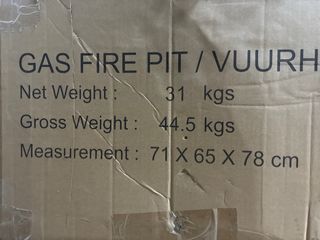 GAS FIRE PIT / VUURH
Net Weight : 31 kgs
Gross Weight : 44.5 kgs
Measurement : 71 X 65 X 78 cm